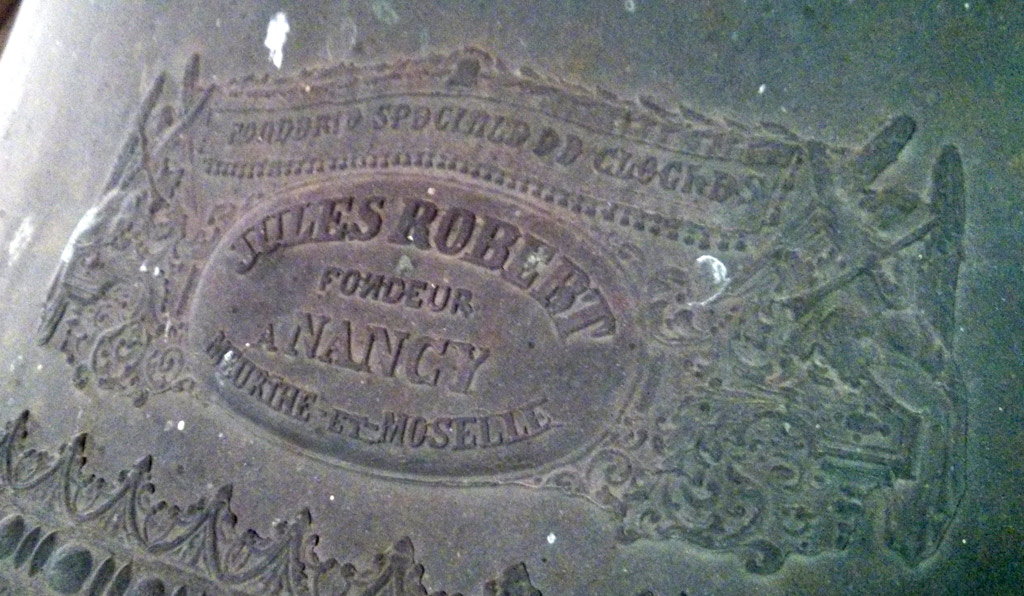 FONDERIE SPECIALE DE CLOCHES
JULES ROBERT
FONDEUR
A NANCY
MEURTHE-ET-MOSELLE